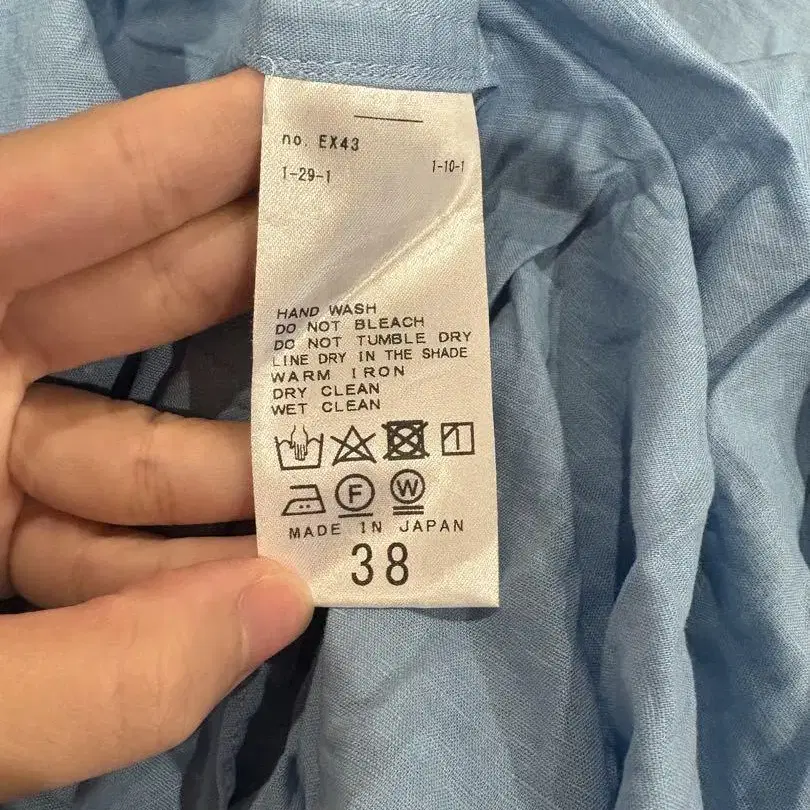 no. EX43
1-29-1 1-10-1
HAND WASH
DO NOT BLEACH
DO NOT TUMBLE DRY
LINE DRY IN THE SHADE
WARM IRON
DRY CLEAN
WET CLEAN
F W
MADE IN JAPAN
38